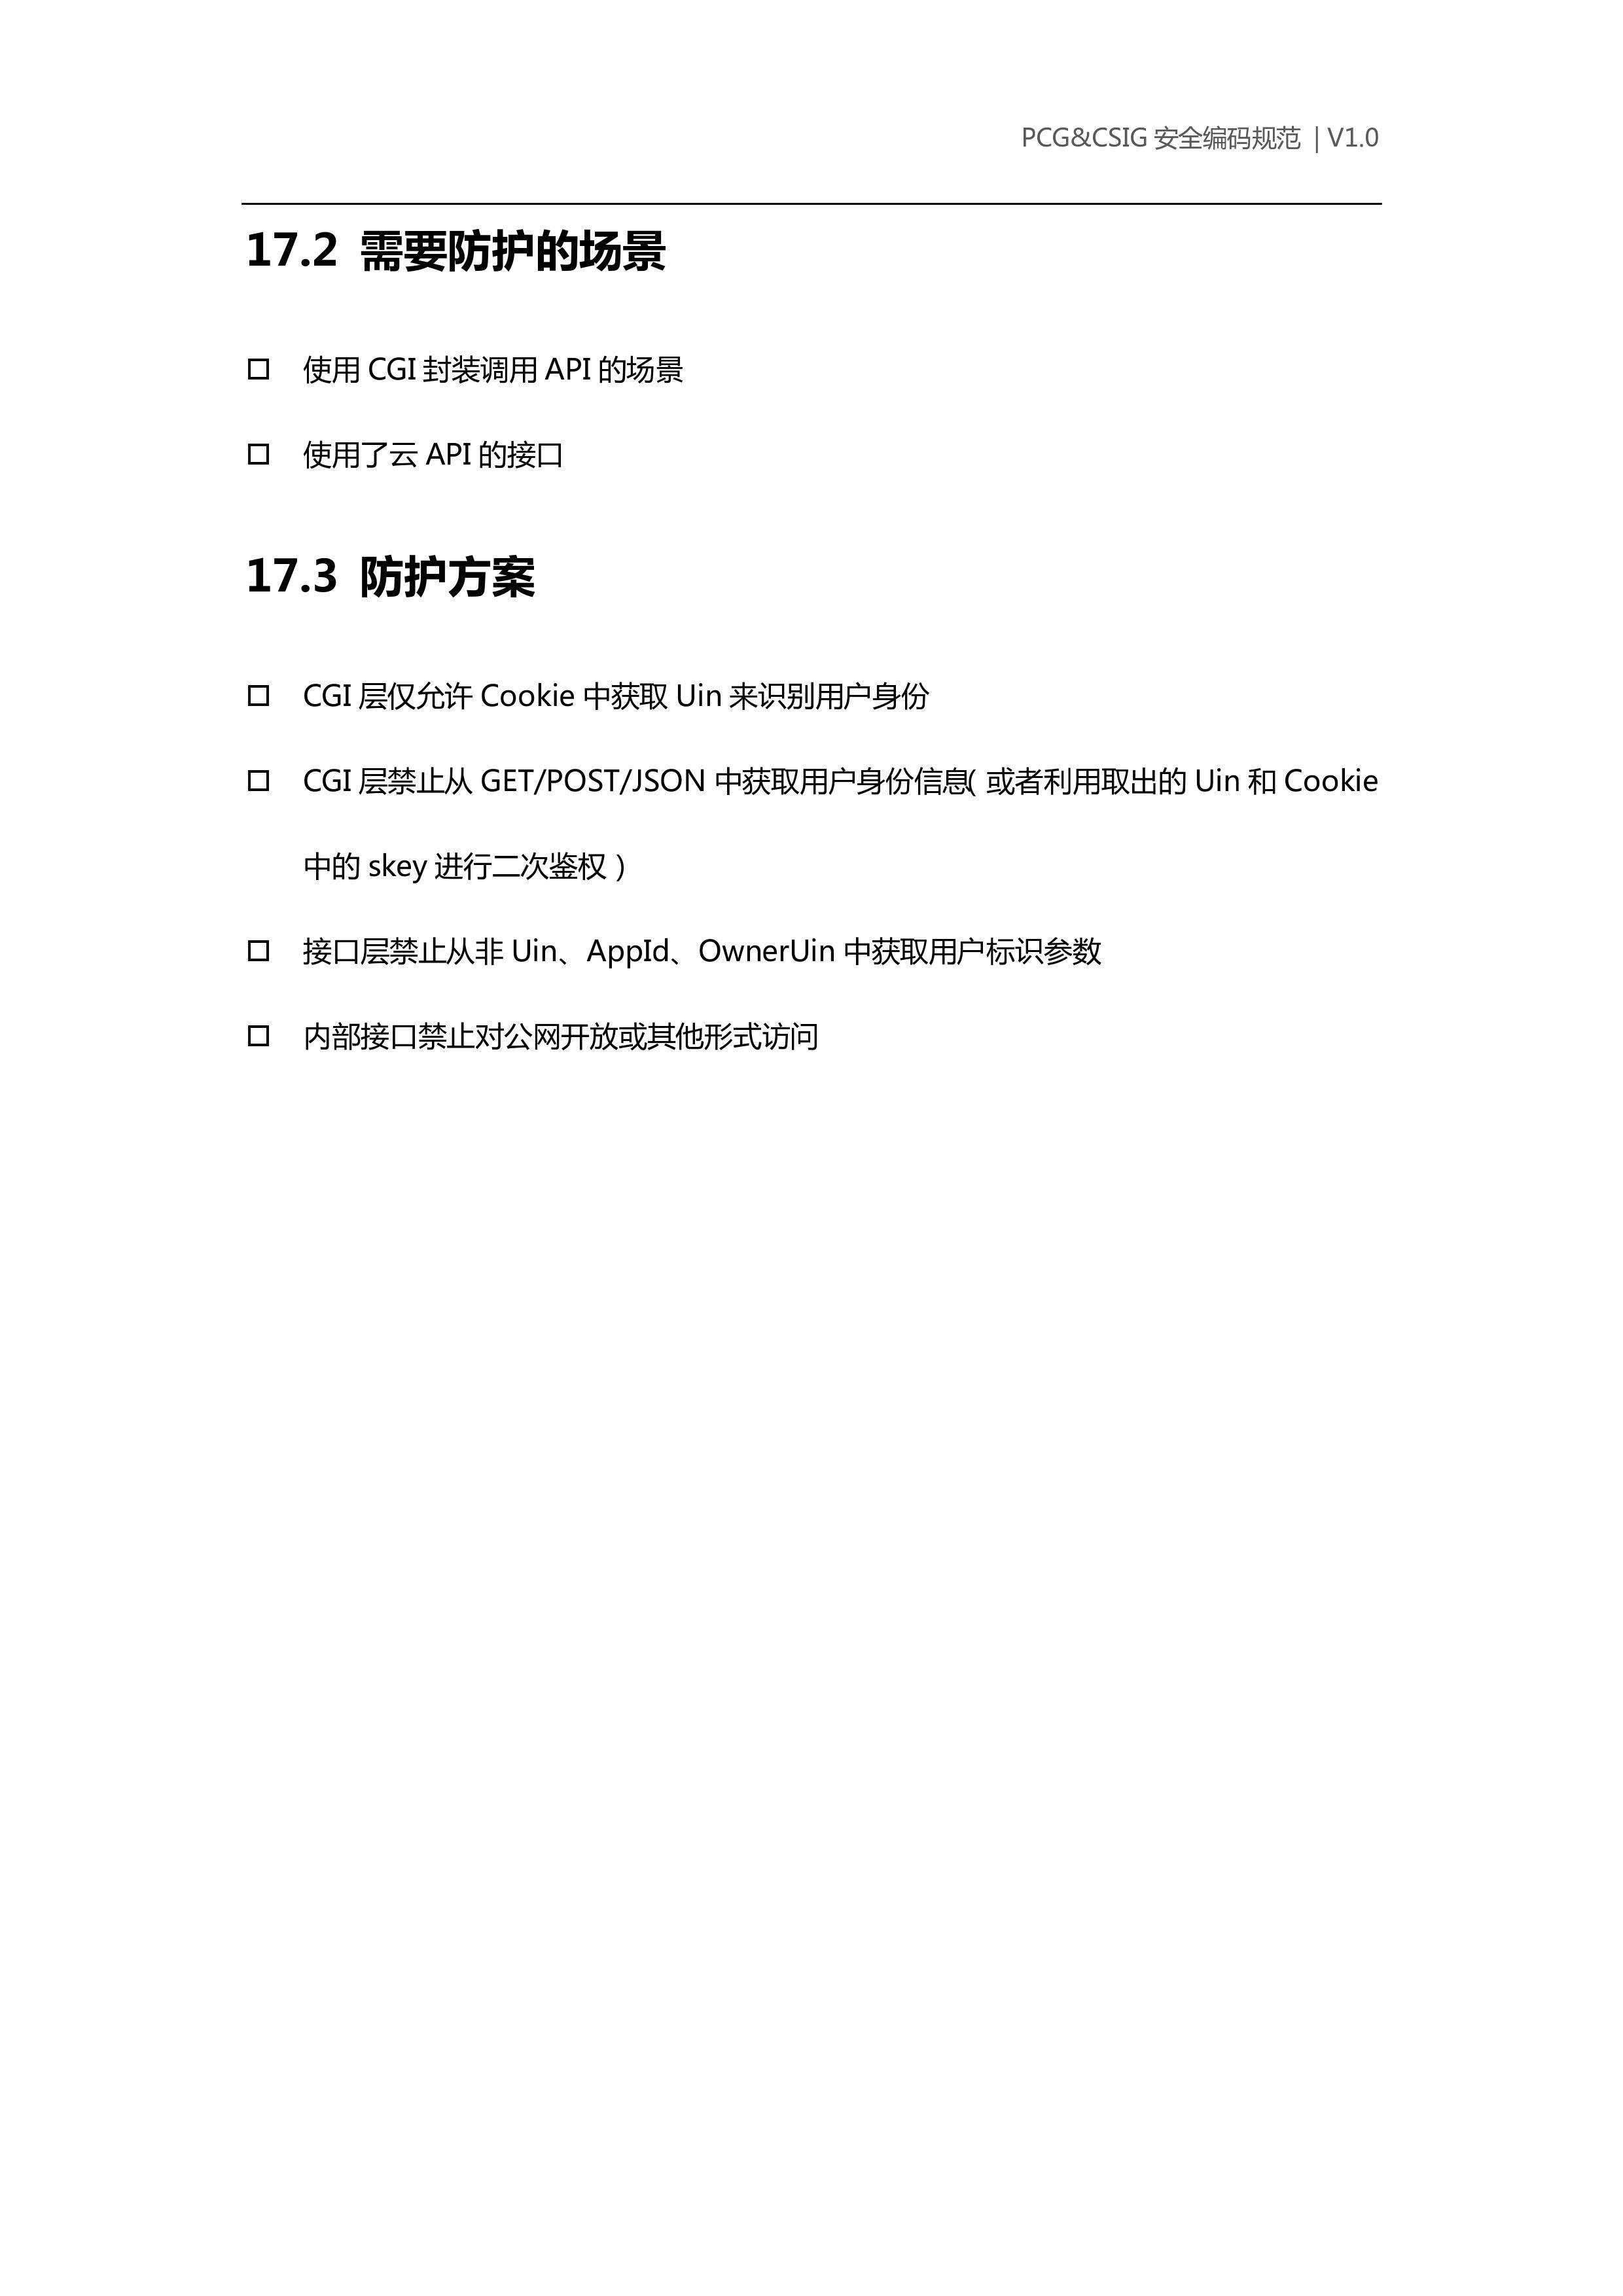 PCG&CSIG 安全编码规范 | V1.0
17.2 需要防护的场景
□ 使用 CGI 封装调用 API 的场景
□ 使用了云 API 的接口
17.3 防护方案
□ CGI 层仅允许 Cookie 中获取 Uin 来识别用户身份
□ CGI 层禁止从 GET/POST/JSON 中获取用户身份信息(或者利用取出的 Uin 和 Cookie
中的 skey 进行二次鉴权)
□ 接口层禁止从非 Uin、AppId、OwnerUin 中获取用户标识参数
□ 内部接口禁止对公网开放或其他形式访问